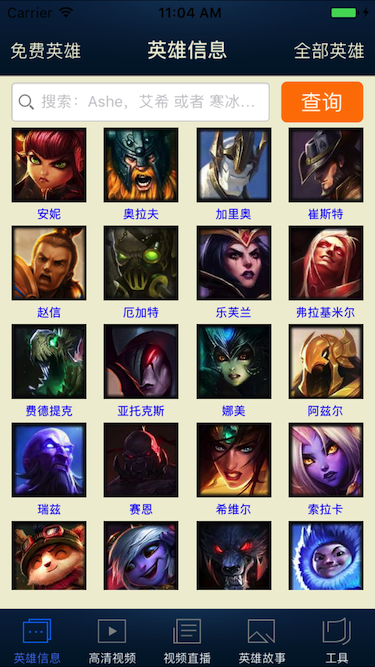 Carrier 11:04 AM
免费英雄 英雄信息 全部英雄
搜索：Ashe，艾希 或者 寒冰... 查询
安妮 奥拉夫 加里奥 崔斯特
赵信 厄加特 乐芙兰 弗拉基米尔
费德提克 亚托克斯 娜美 阿兹尔
瑞兹 赛恩 希维尔 索拉卡
英雄信息 高清视频 视频直播 英雄故事 工具